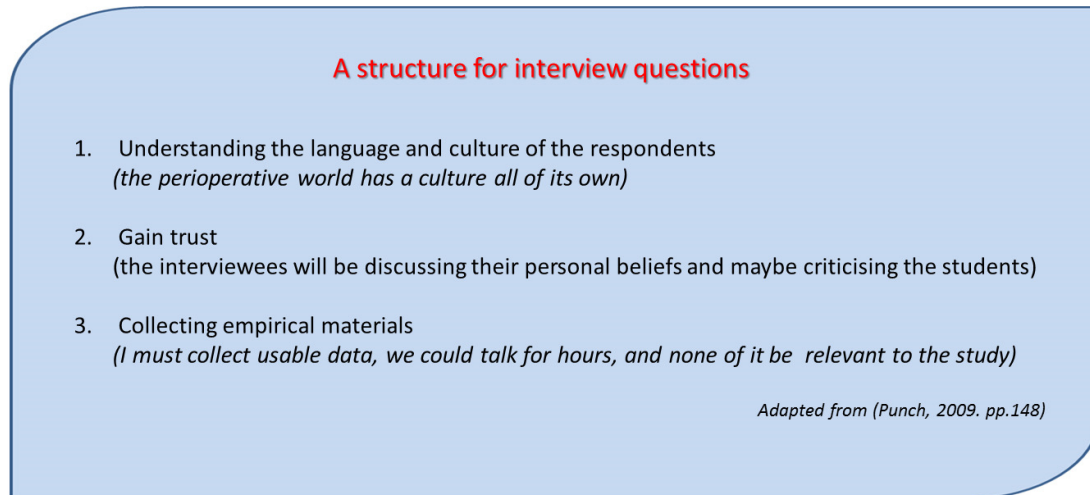 A structure for interview questions
1. Understanding the language and culture of the respondents
(the perioperative world has a culture all of its own)
2. Gain trust
(the interviewees will be discussing their personal beliefs and maybe criticising the students)
3. Collecting empirical materials
(I must collect usable data, we could talk for hours, and none of it be relevant to the study)
Adapted from (Punch, 2009. pp.148)